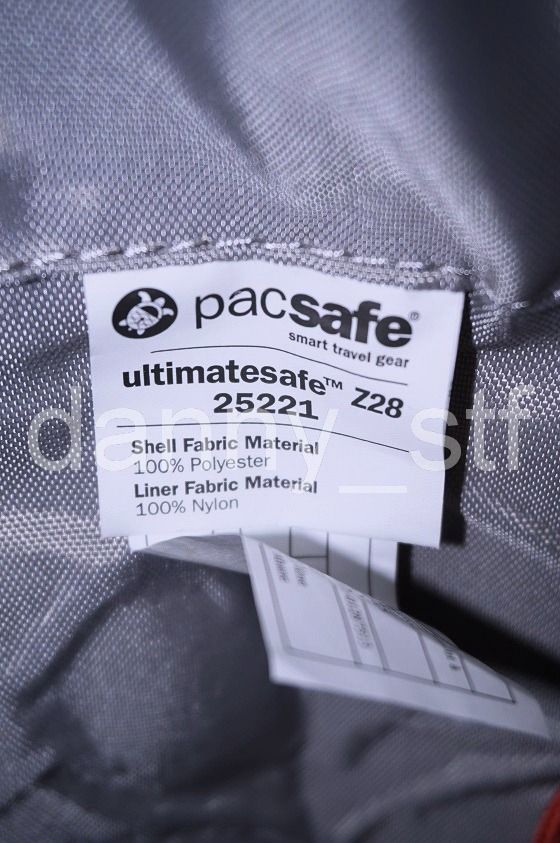 pacsafe®
smart travel gear
ultimatesafe™ Z28
25221
Shell Fabric Material
100% Polyester
Liner Fabric Material
100% Nylon
danny_stf